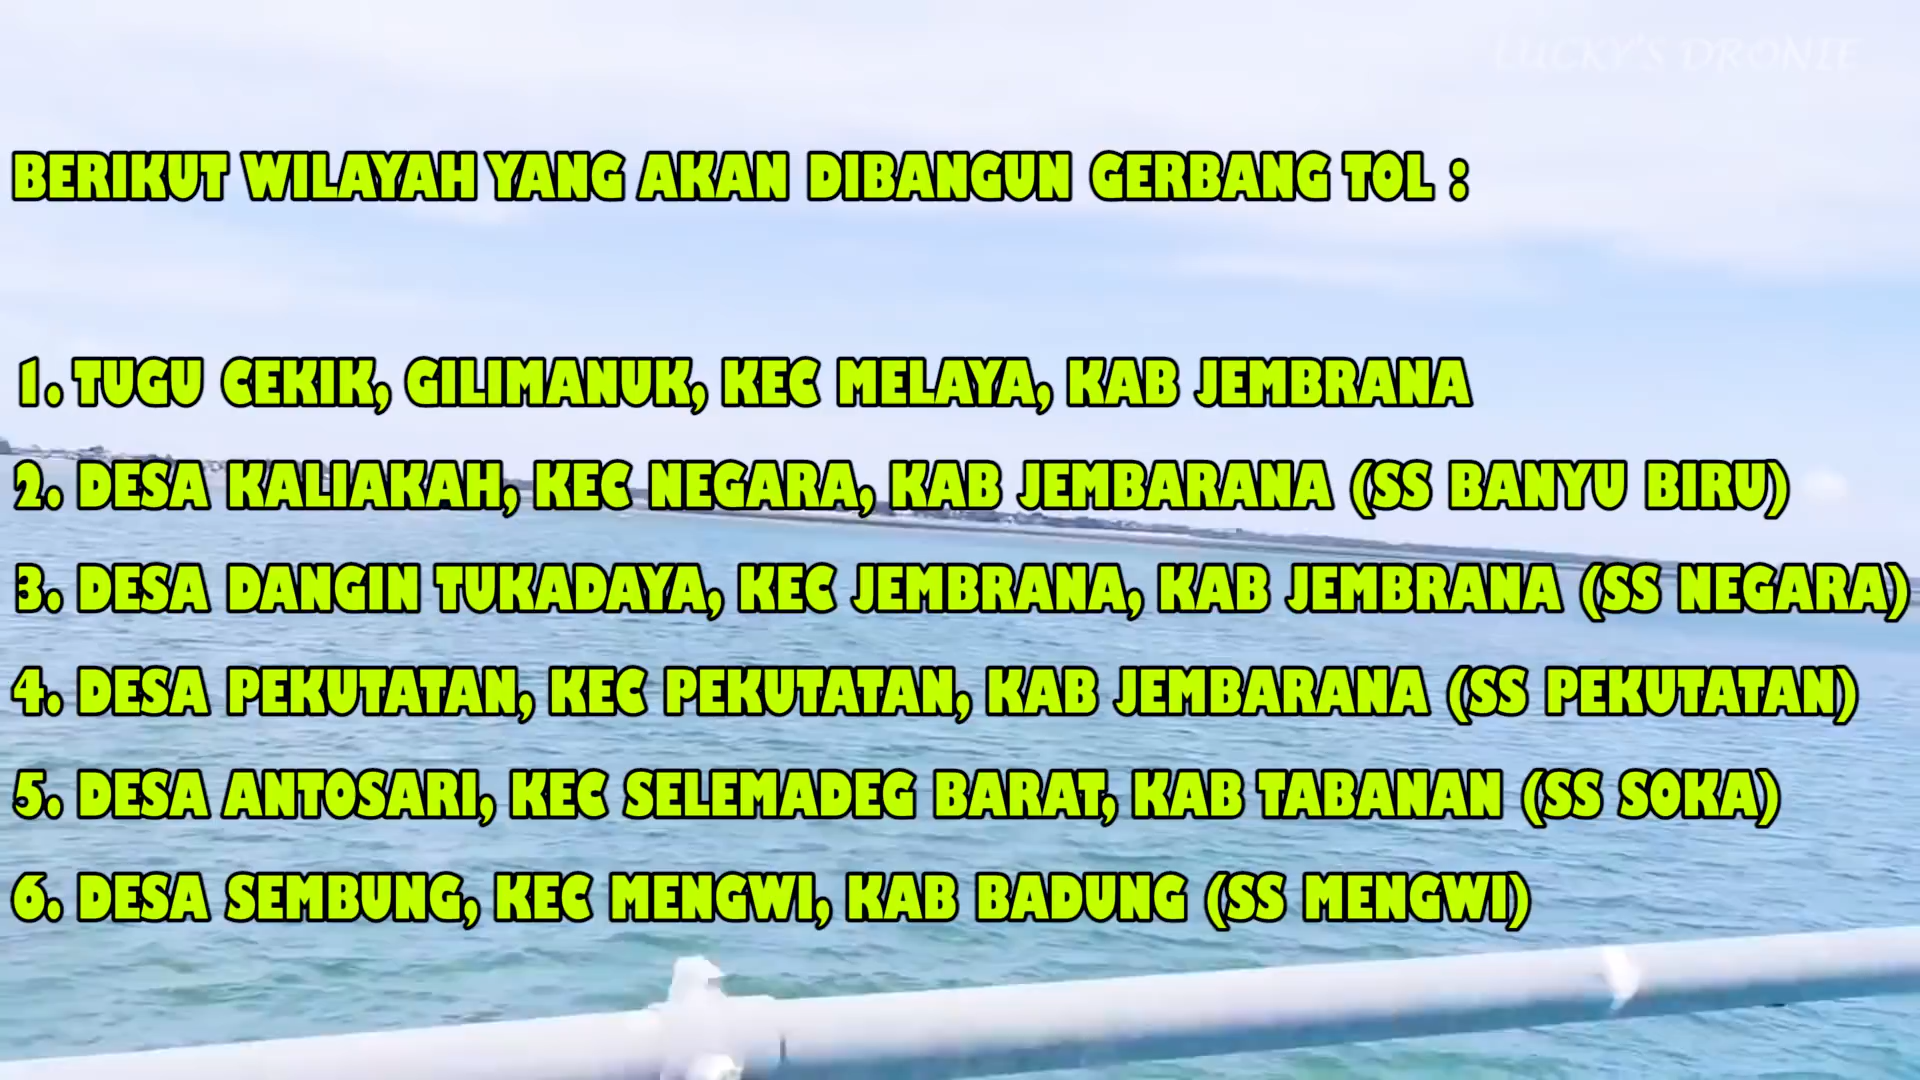 LUCKY'S DRONIE
BERIKUT WILAYAH YANG AKAN DIBANGUN GERBANG TOL :
1. TUGU CEKIK, GILIMANUK, KEC MELAYA, KAB JEMBRANA
2. DESA KALIAKAH, KEC NEGARA, KAB JEMBARANA (SS BANYU BIRU)
3. DESA DANGIN TUKADAYA, KEC JEMBRANA, KAB JEMBRANA (SS NEGARA)
4. DESA PEKUTATAN, KEC PEKUTATAN, KAB JEMBARANA (SS PEKUTATAN)
5. DESA ANTOSARI, KEC SELEMADEG BARAT, KAB TABANAN (SS SOKA)
6. DESA SEMBUNG, KEC MENGWI, KAB BADUNG (SS MENGWI)